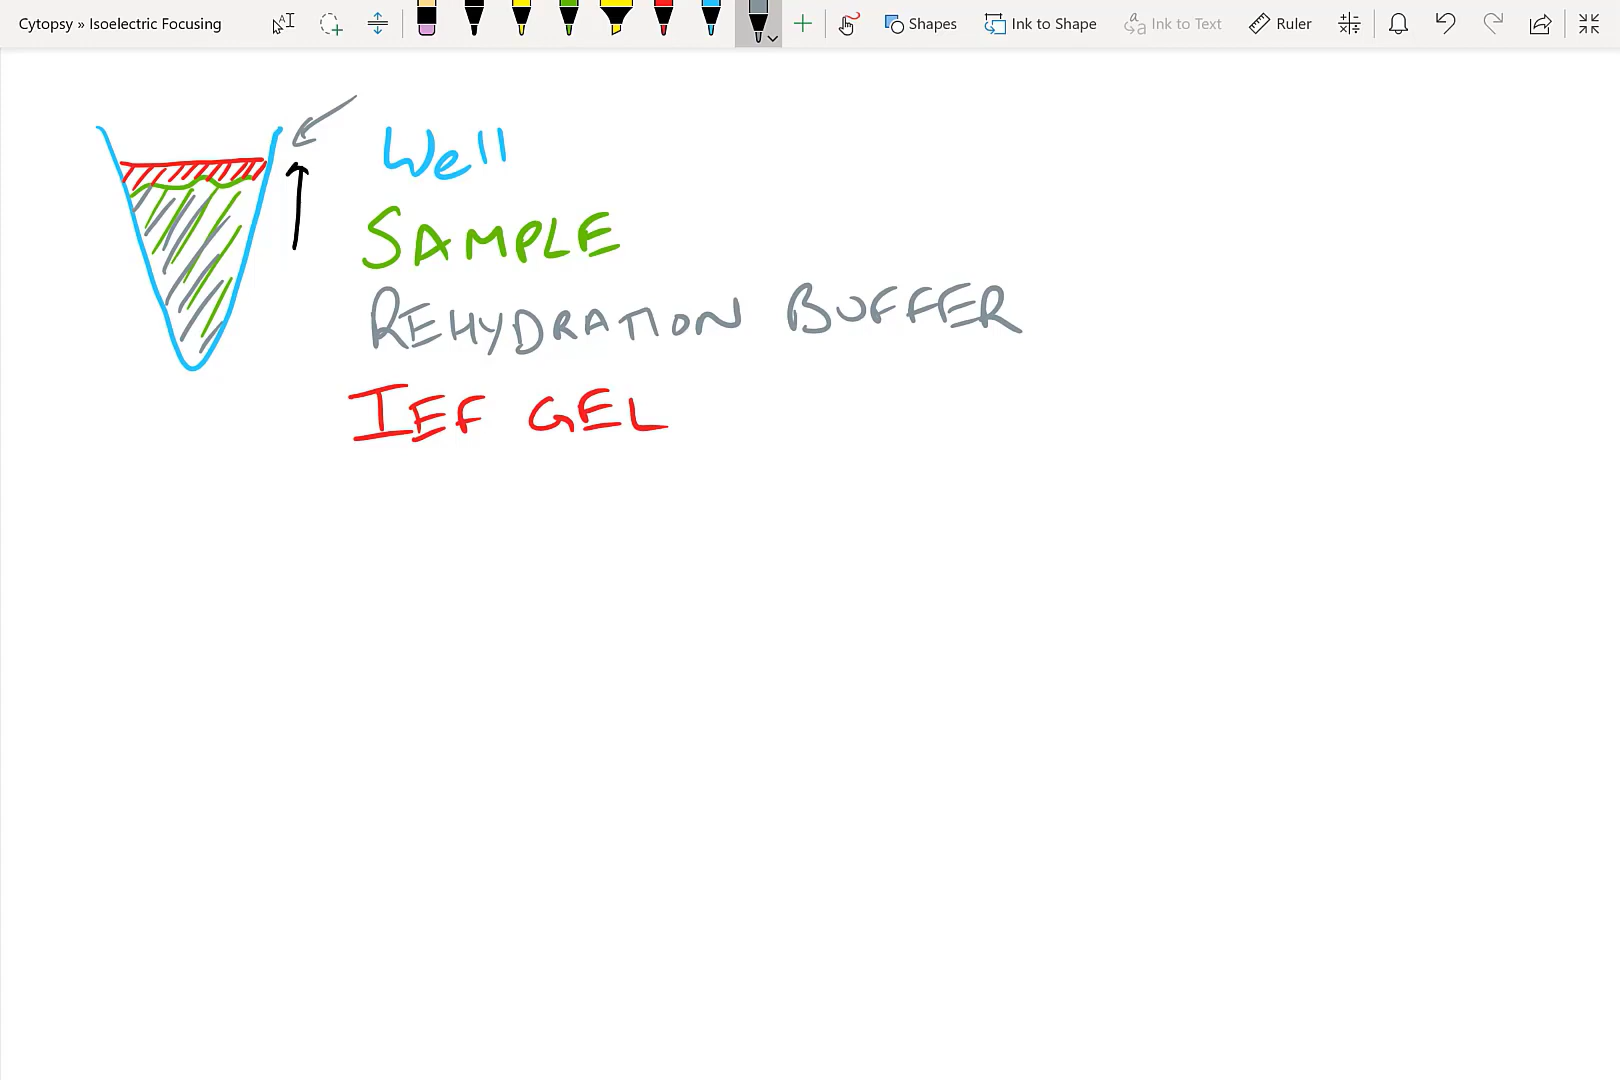 Cytopsy » Isoelectric Focusing Shapes Ink to Shape Ink to Text Ruler
Well
SAMPLE
REHYDRATION BUFFER
IEF GEL